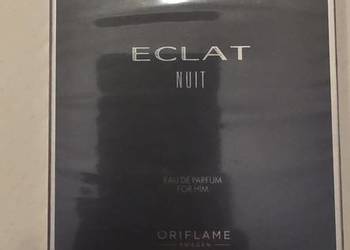 ECLAT
NUIT
EAU DE PARFUM
FOR HIM
ORIFLAME
SWEDEN